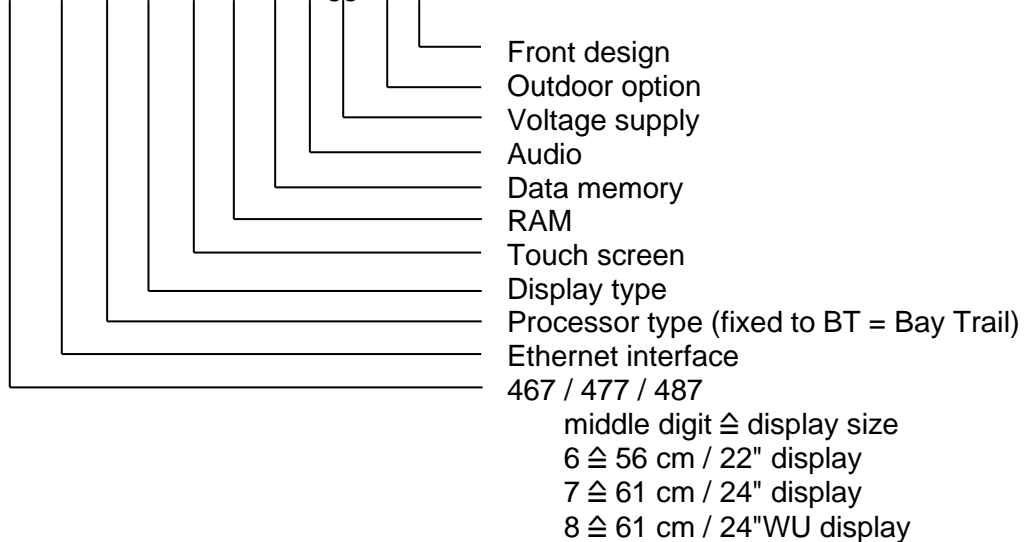 Front design
Outdoor option
Voltage supply
Audio
Data memory
RAM
Touch screen
Display type
Processor type (fixed to BT = Bay Trail)
Ethernet interface
467 / 477 / 487
middle digit ≙ display size
6 ≙ 56 cm / 22" display
7 ≙ 61 cm / 24" display
8 ≙ 61 cm / 24"WU display